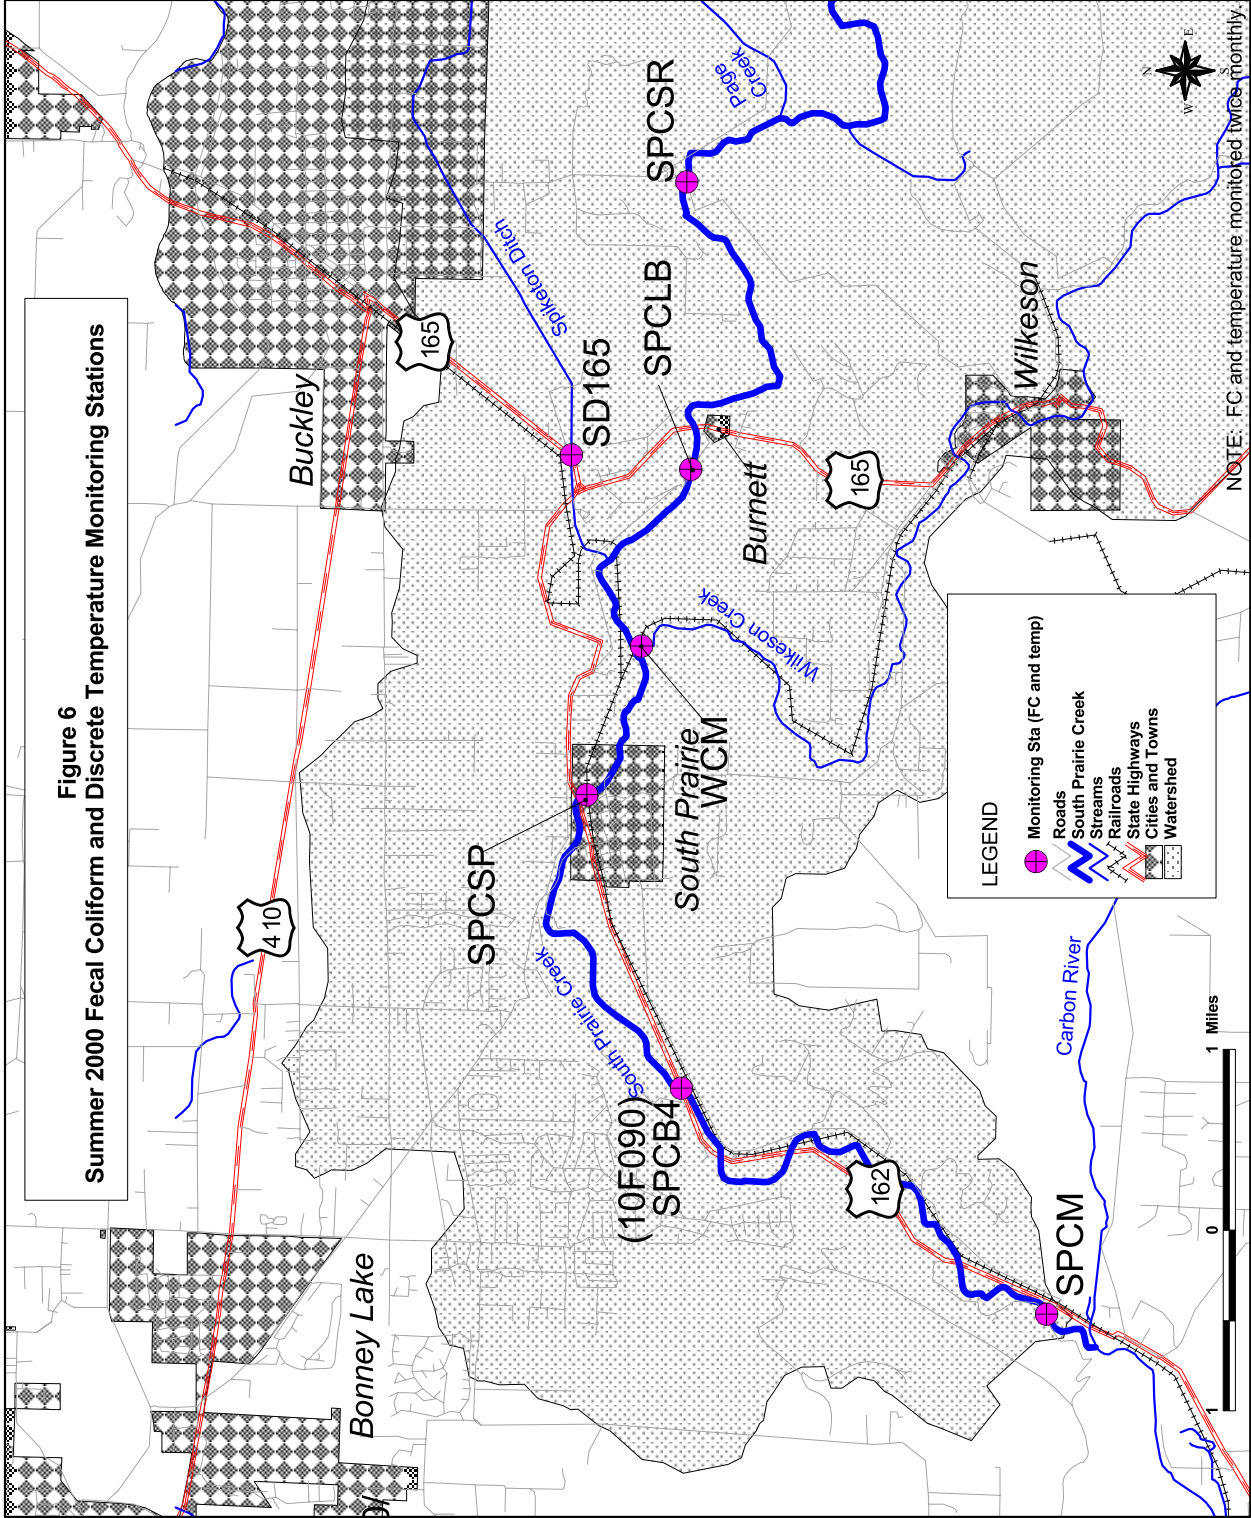 Figure 6
Summer 2000 Fecal Coliform and Discrete Temperature Monitoring Stations
Buckley
Bonney Lake
4 10
165
SD165
Spiketon Ditch
SPCLB
SPCSR
Page
Creek
Burnett
165
Wilkeson
Wilkeson Creek
WCM
South Prairie
SPCSP
South Prairie Creek
(10F090)
SPCB4
162
SPCM
Carbon River
LEGEND
Monitoring Sta (FC and temp)
Roads
South Prairie Creek
Streams
Railroads
State Highways
Cities and Towns
Watershed
1 0 1 Miles
N
W E
S
NOTE: FC and temperature monitored twice monthly.